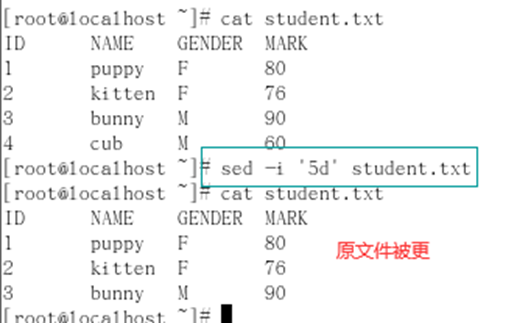 [root@localhost ~]# cat student.txt
ID NAME GENDER MARK
1 puppy F 80
2 kitten F 76
3 bunny M 90
4 cub M 60
[root@localhost ~]# sed -i '5d' student.txt
[root@localhost ~]# cat student.txt
ID NAME GENDER MARK
1 puppy F 80
2 kitten F 76
3 bunny M 90
原文件被更
[root@localhost ~]#